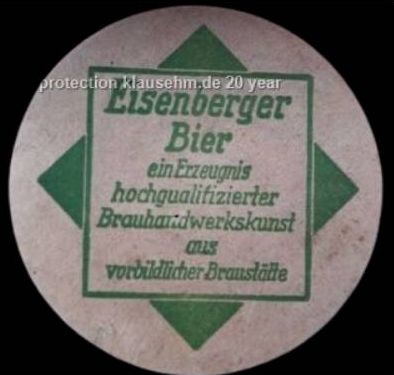 protection klausehm.de 20 year
Eisenberger
Bier
ein Erzeugnis
hochqualifizierter
Brauhandwerkskunst
aus
vorbildlicher Braustätte